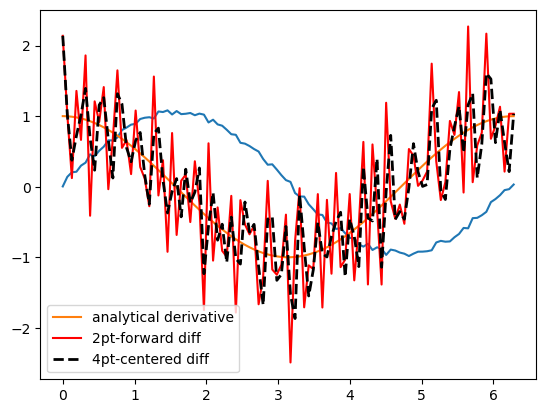 2
1
0
−1
−2
analytical derivative
2pt-forward diff
4pt-centered diff
0 1 2 3 4 5 6